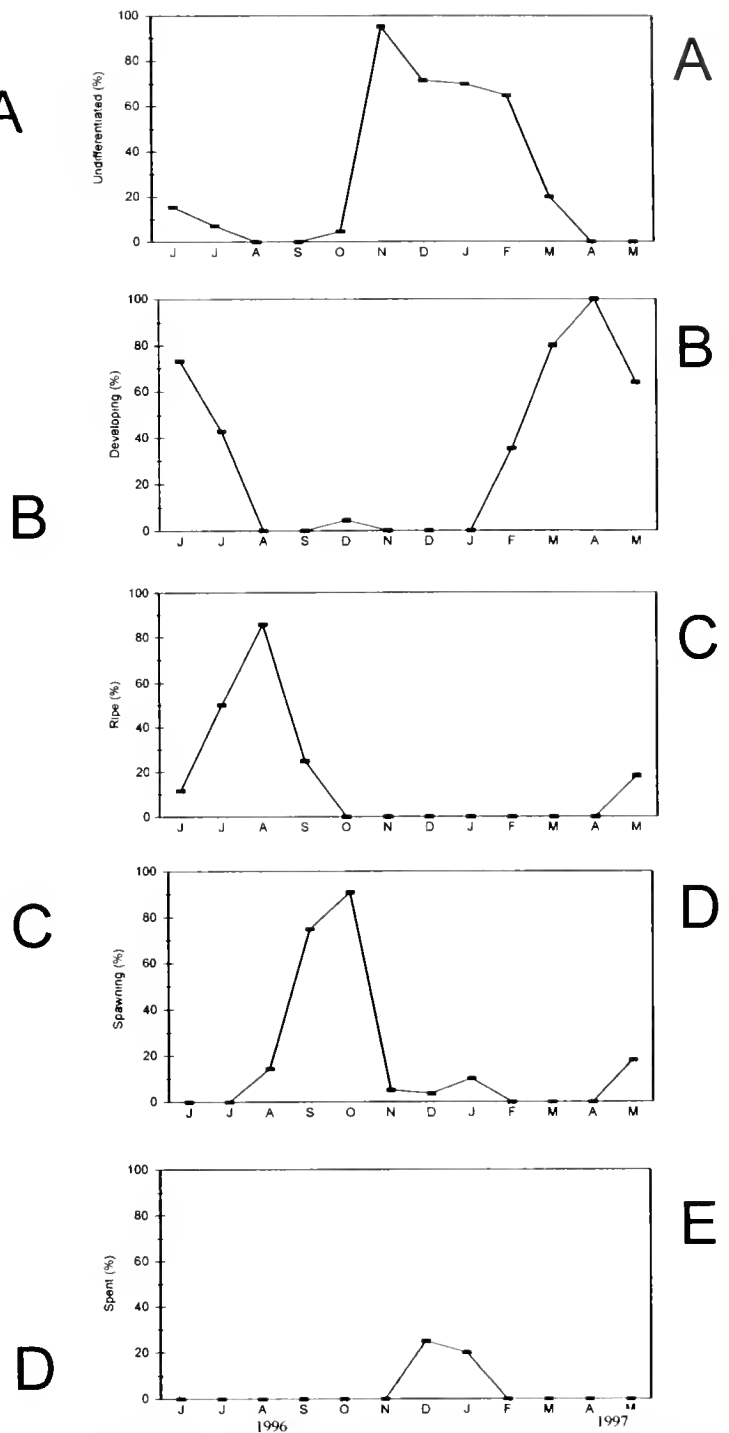 A
A
100
80
60
40
20
0
Undifferentiated (%)
J J A S O N D J F M A M
B
B
100
80
60
40
20
0
Developing (%)
J J A S D N D J F M A M
C
100
80
60
40
20
0
Ripe (%)
J J A S O N D J F M A M
C
D
100
80
60
40
20
0
Spawning (%)
J J A S O N D J F M A M
E
D
100
80
60
40
20
0
Spent (%)
J J A S O N D J F M A M
1996 1997